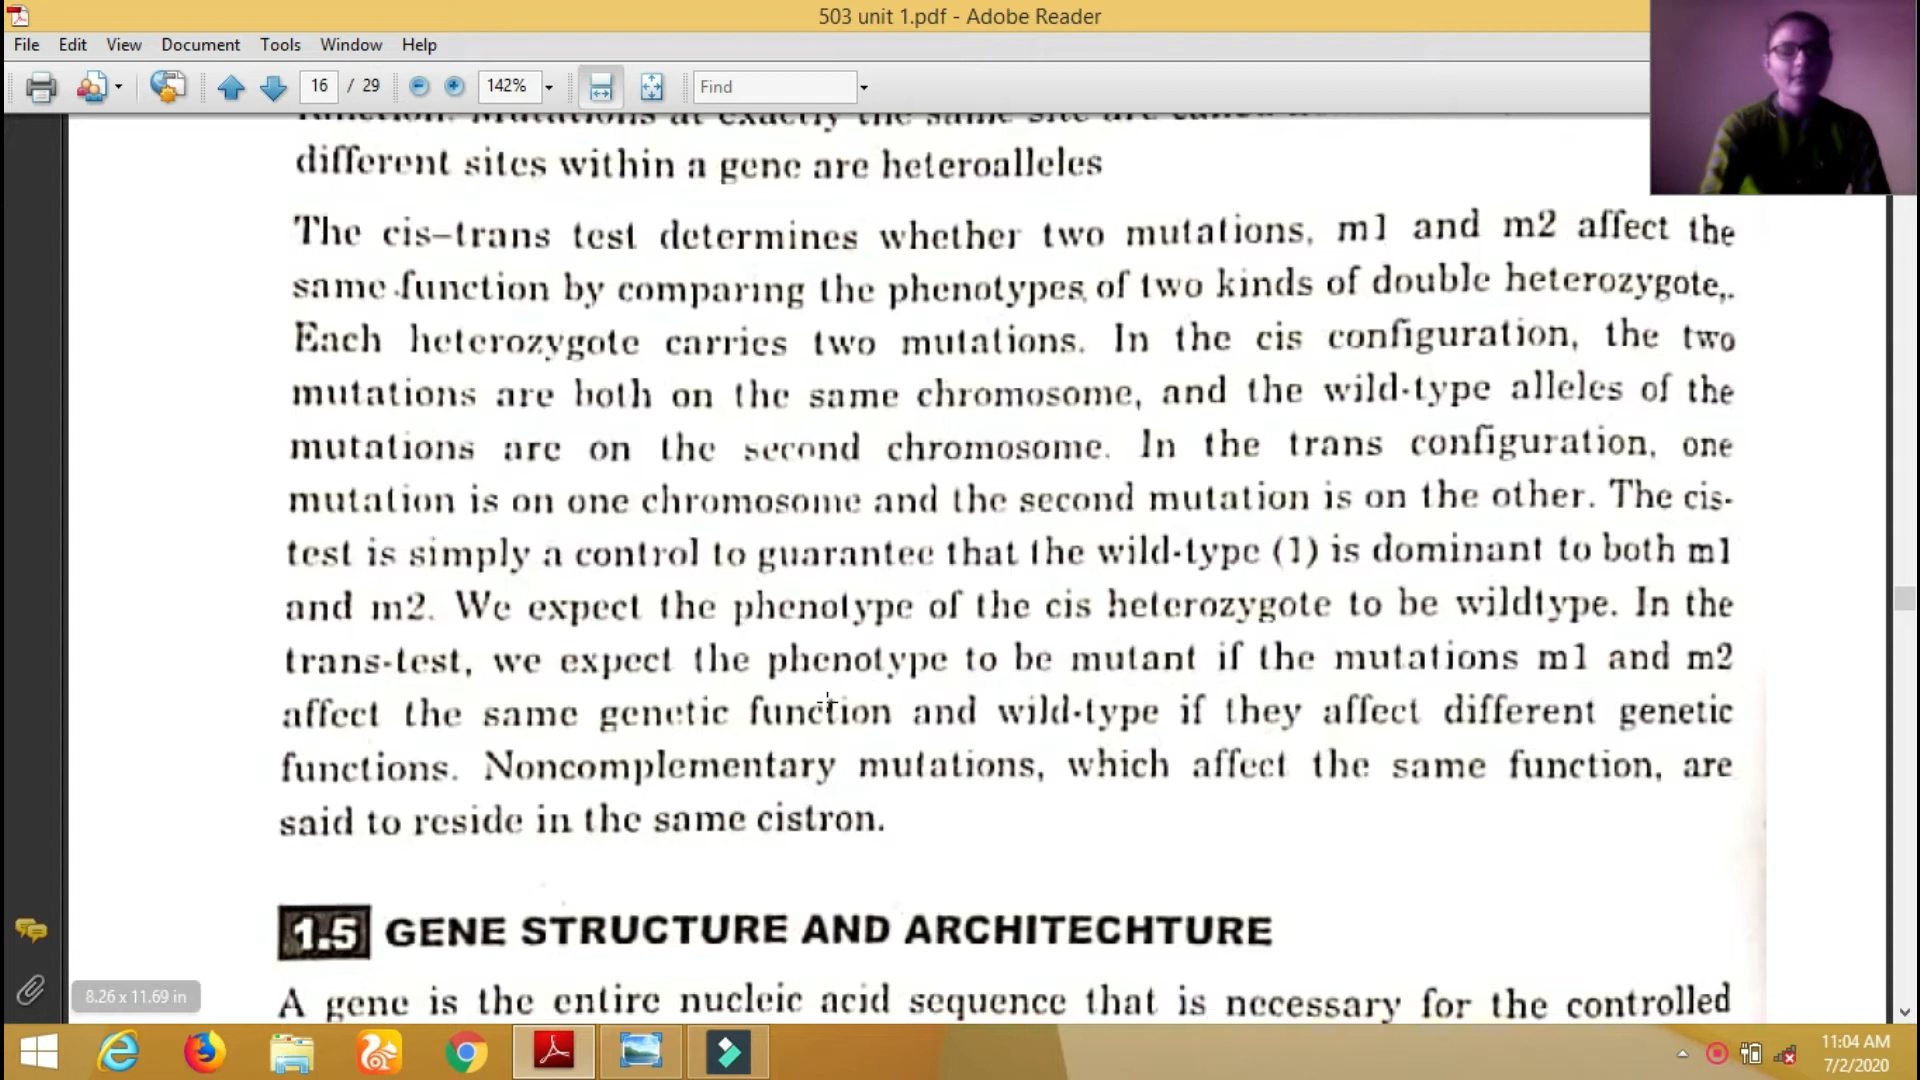 503 unit 1.pdf - Adobe Reader
File Edit View Document Tools Window Help
16 / 29 142% Find
function. Mutations at exactly the same site are called
different sites within a gene are heteroalleles
The cis–trans test determines whether two mutations, m1 and m2 affect the
same function by comparing the phenotypes of two kinds of double heterozygote,.
Each heterozygote carries two mutations. In the cis configuration, the two
mutations are both on the same chromosome, and the wild-type alleles of the
mutations are on the second chromosome. In the trans configuration, one
mutation is on one chromosome and the second mutation is on the other. The cis-
test is simply a control to guarantee that the wild-type (1) is dominant to both m1
and m2. We expect the phenotype of the cis heterozygote to be wildtype. In the
trans-test, we expect the phenotype to be mutant if the mutations m1 and m2
affect the same genetic function and wild-type if they affect different genetic
functions. Noncomplementary mutations, which affect the same function, are
said to reside in the same cistron.
1.5 GENE STRUCTURE AND ARCHITECHTURE
8.26 x 11.69 in
A gene is the entire nucleic acid sequence that is necessary for the controlled
11:04 AM
7/2/2020